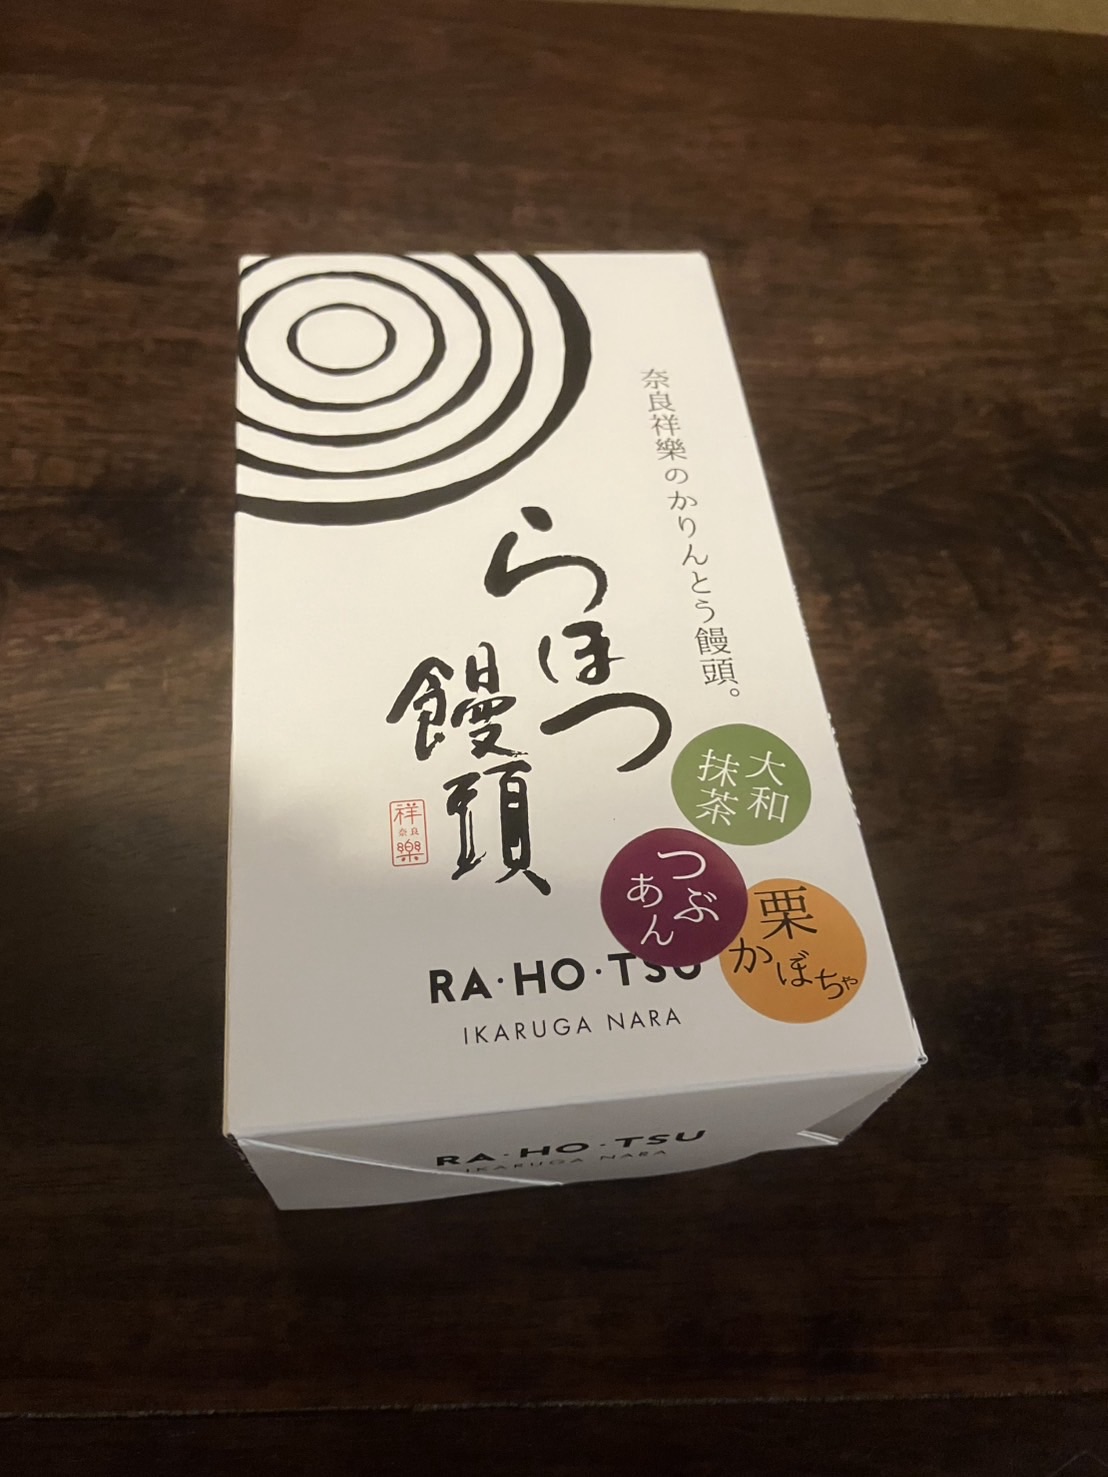 奈良祥樂のかりんとう饅頭。
らほつ
饅頭
祥
奈良
樂
大和
抹茶
つぶ
あん
栗
かぼちゃ
RA·HO·TSU
IKARUGA NARA
RA·HO·TSU
IKARUGA NARA